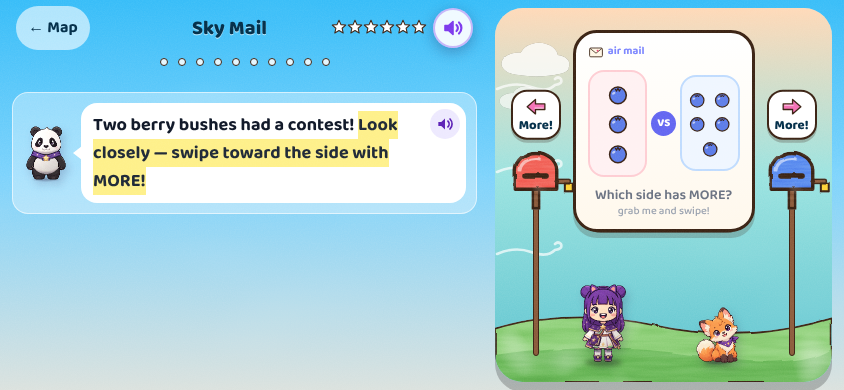 ← Map
Sky Mail
Two berry bushes had a contest! Look
closely — swipe toward the side with
MORE!
air mail
More!
VS
More!
Which side has MORE?
grab me and swipe!